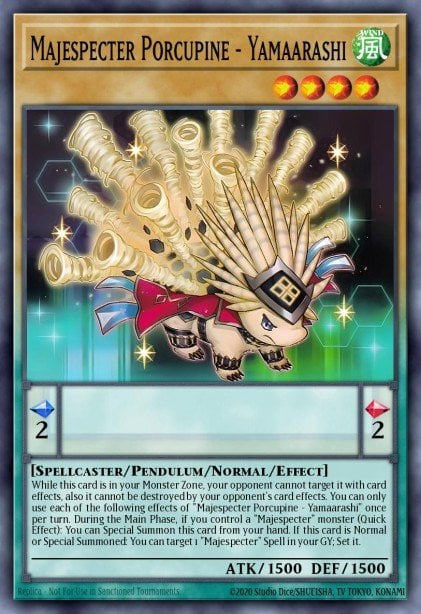 Majespecter Porcupine - Yamaarashi
WIND
風
2
2
[Spellcaster/Pendulum/Normal/Effect]
While this card is in your Monster Zone, your opponent cannot target it with card
effects, also it cannot be destroyed by your opponent's card effects. You can only
use each of the following effects of "Majespecter Porcupine - Yamaarashi" once
per turn. During the Main Phase, if you control a "Majespecter" monster (Quick
Effect): You can Special Summon this card from your hand. If this card is Normal
or Special Summoned: You can target 1 "Majespecter" Spell in your GY; Set it.
ATK/1500 DEF/1500
Replica - Not For Use in Sanctioned Tournaments
©2020 Studio Dice/SHUEISHA, TV TOKYO, KONAMI